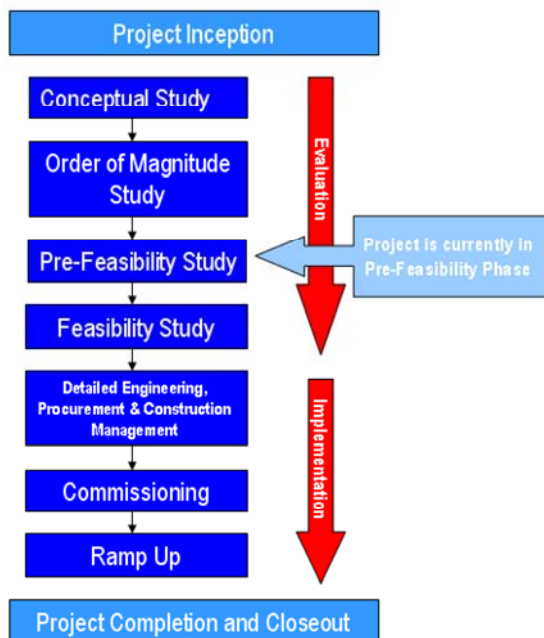 Project Inception
Conceptual Study
Order of Magnitude
Study
Evaluation
Pre-Feasibility Study
Project is currently in
Pre-Feasibility Phase
Feasibility Study
Detailed Engineering,
Procurement & Construction
Management
Implementation
Commissioning
Ramp Up
Project Completion and Closeout